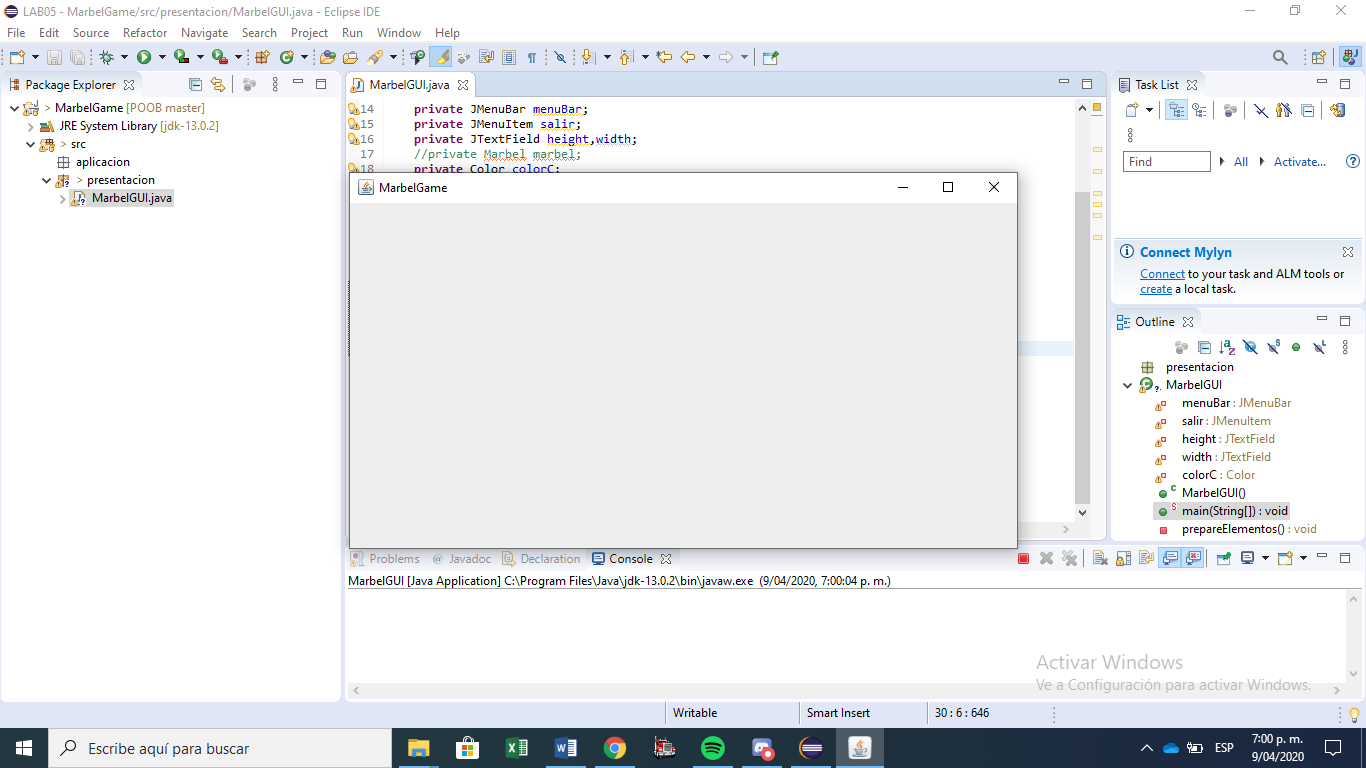 LAB05 - MarbelGame/src/presentacion/MarbelGUI.java - Eclipse IDE
File Edit Source Refactor Navigate Search Project Run Window Help
Package Explorer
MarbelGame [POOB master]
JRE System Library [jdk-13.0.2]
src
aplicacion
presentacion
MarbelGUI.java
MarbelGUI.java
14 private JMenuBar menuBar;
15 private JMenuItem salir;
16 private JTextField height,width;
17 //private Marbel marbel;
18 private Color colorC;
MarbelGame
Task List
Find
All
Activate...
Connect Mylyn
Connect to your task and ALM tools or
create a local task.
Outline
presentacion
MarbelGUI
menuBar : JMenuBar
salir : JMenuItem
height : JTextField
width : JTextField
colorC : Color
MarbelGUI()
main(String[]) : void
prepareElementos() : void
Problems @ Javadoc Declaration Console
MarbelGUI [Java Application] C:\Program Files\Java\jdk-13.0.2\bin\javaw.exe (9/04/2020, 7:00:04 p. m.)
Activar Windows
Ve a Configuración para activar Windows.
Writable Smart Insert 30 : 6 : 646
Escribe aquí para buscar
ESP
7:00 p. m.
9/04/2020